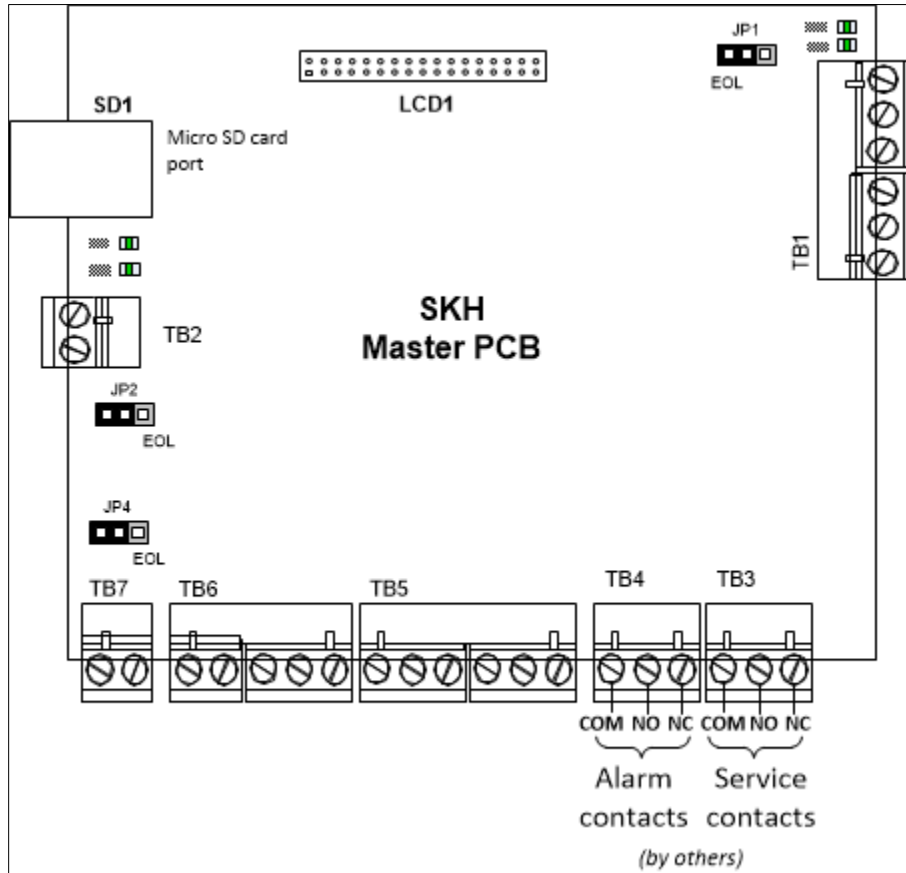 JP1
EOL
LCD1
SD1
Micro SD card
port
TB1
SKH
Master PCB
TB2
JP2
EOL
JP4
EOL
TB7
TB6
TB5
TB4
TB3
COM NO NC
COM NO NC
Alarm
contacts
Service
contacts
(by others)